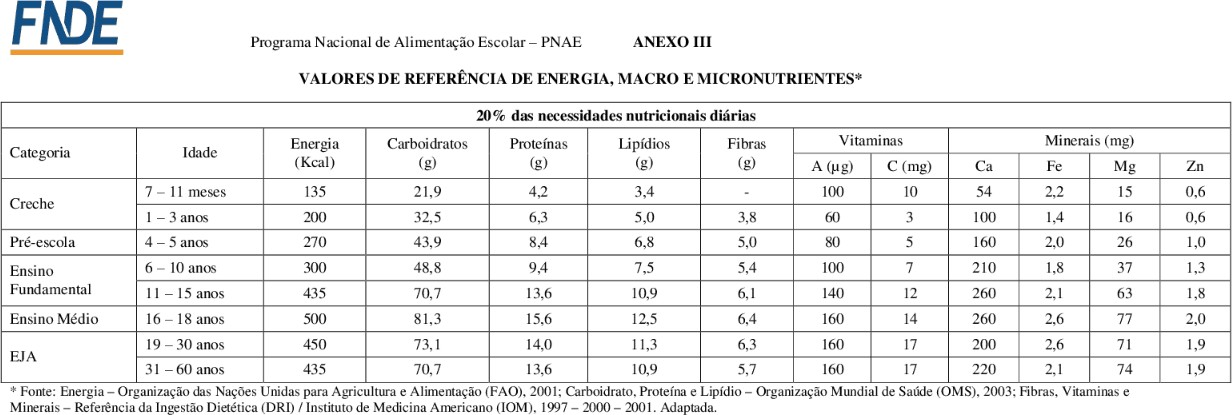 FNDE
Programa Nacional de Alimentação Escolar – PNAE ANEXO III
VALORES DE REFERÊNCIA DE ENERGIA, MACRO E MICRONUTRIENTES*
20% das necessidades nutricionais diárias
Categoria Idade Energia (Kcal) Carboidratos (g) Proteínas (g) Lipídios (g) Fibras (g) Vitaminas Minerais (mg)
A (µg) C (mg) Ca Fe Mg Zn
Creche 7 – 11 meses 135 21,9 4,2 3,4 - 100 10 54 2,2 15 0,6
1 – 3 anos 200 32,5 6,3 5,0 3,8 60 3 100 1,4 16 0,6
Pré-escola 4 – 5 anos 270 43,9 8,4 6,8 5,0 80 5 160 2,0 26 1,0
Ensino Fundamental 6 – 10 anos 300 48,8 9,4 7,5 5,4 100 7 210 1,8 37 1,3
11 – 15 anos 435 70,7 13,6 10,9 6,1 140 12 260 2,1 63 1,8
Ensino Médio 16 – 18 anos 500 81,3 15,6 12,5 6,4 160 14 260 2,6 77 2,0
EJA 19 – 30 anos 450 73,1 14,0 11,3 6,3 160 17 200 2,6 71 1,9
31 – 60 anos 435 70,7 13,6 10,9 5,7 160 17 220 2,1 74 1,9
* Fonte: Energia – Organização das Nações Unidas para Agricultura e Alimentação (FAO), 2001; Carboidrato, Proteína e Lipídio – Organização Mundial de Saúde (OMS), 2003; Fibras, Vitaminas e
Minerais – Referência da Ingestão Dietética (DRI) / Instituto de Medicina Americano (IOM), 1997 – 2000 – 2001. Adaptada.